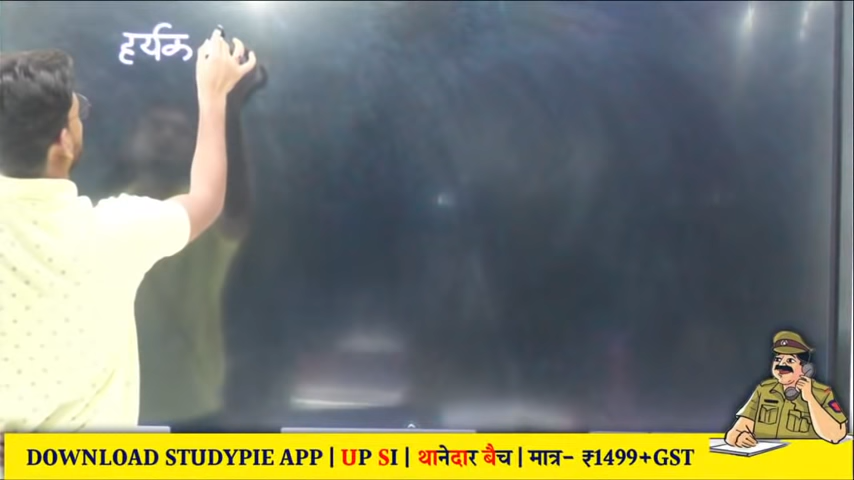 हर्यक
DOWNLOAD STUDYPIE APP | UP SI | थानेदार बैच | मात्र- ₹1499+GST